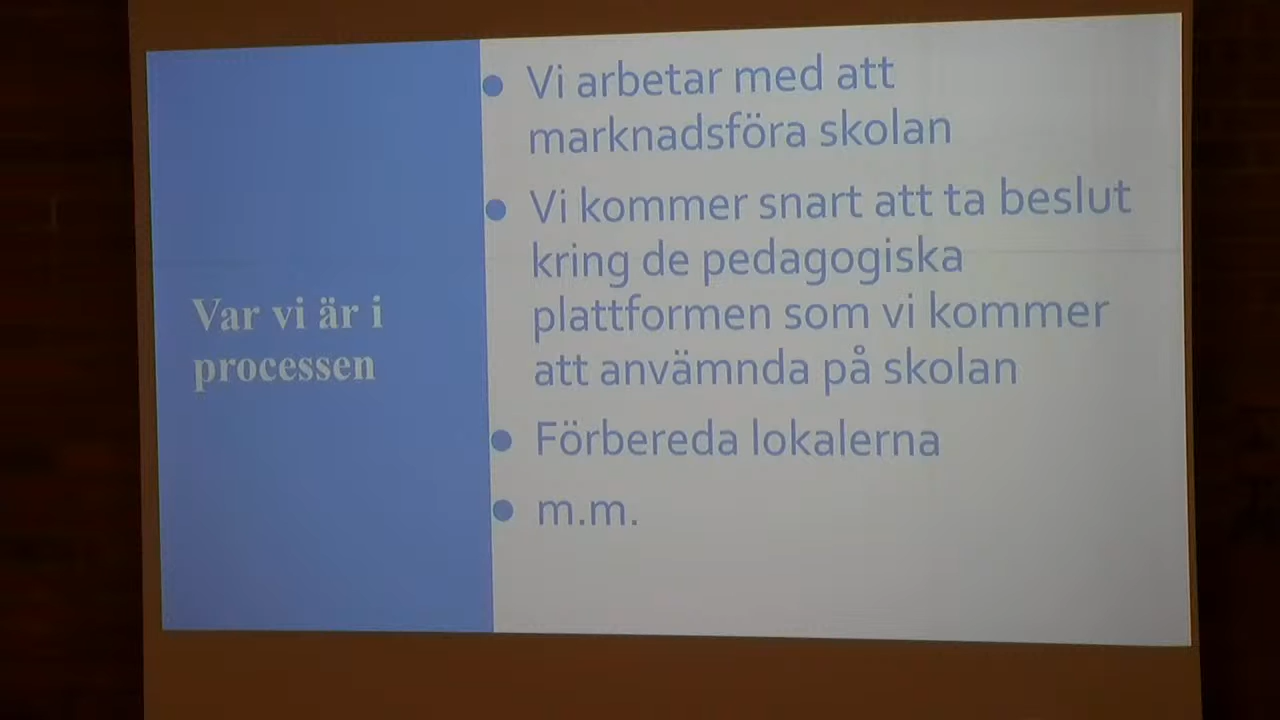 Var vi är i
processen
● Vi arbetar med att
marknadsföra skolan
● Vi kommer snart att ta beslut
kring de pedagogiska
plattformen som vi kommer
att anvämnda på skolan
● Förbereda lokalerna
● m.m.